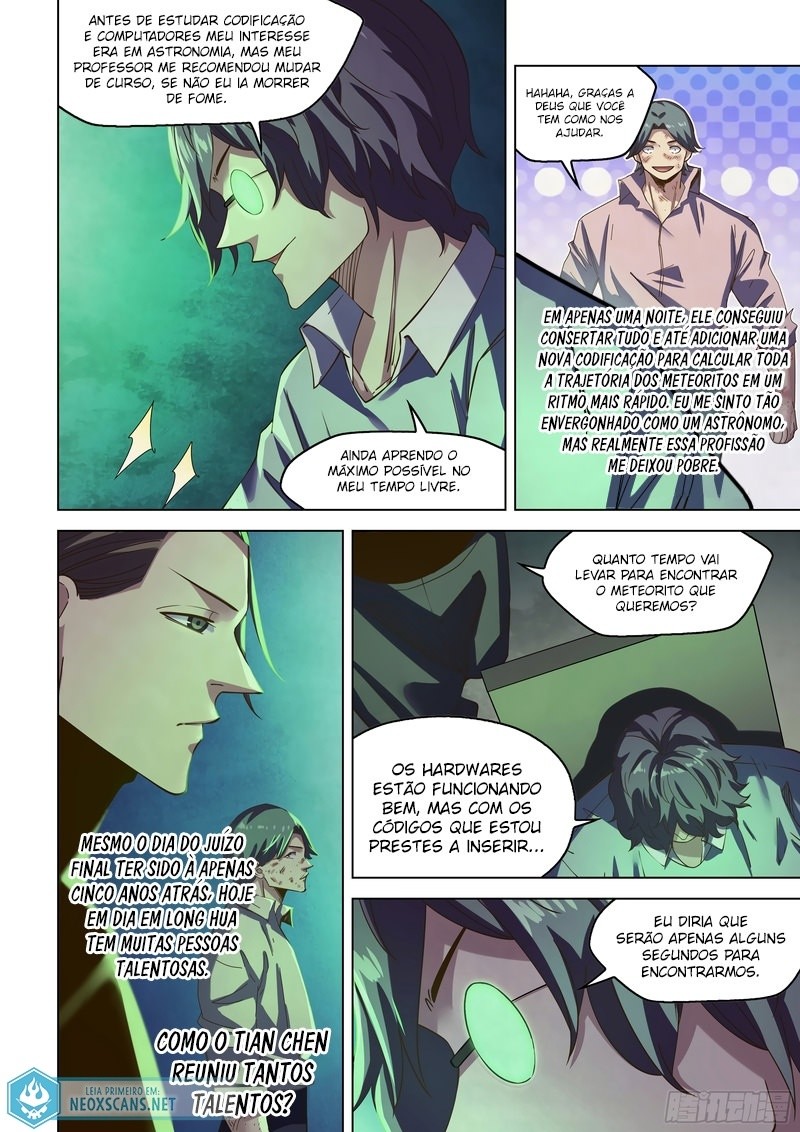 ANTES DE ESTUDAR CODIFICAÇÃO
E COMPUTADORES MEU INTERESSE
ERA EM ASTRONOMIA, MAS MEU
PROFESSOR ME RECOMENDOU MUDAR
DE CURSO, SE NÃO EU IA MORRER
DE FOME.
HAHAHA, GRAÇAS A
DEUS QUE VOCÊ
TEM COMO NOS
AJUDAR.
EM APENAS UMA NOITE, ELE CONSEGUIU
CONSERTAR TUDO E ATÉ ADICIONAR UMA
NOVA CODIFICAÇÃO PARA CALCULAR TODA
A TRAJETÓRIA DOS METEORITOS EM UM
RITMO MAIS RÁPIDO. EU ME SINTO TÃO
ENVERGONHADO COMO UM ASTRÔNOMO,
MAS REALMENTE ESSA PROFISSÃO
ME DEIXOU POBRE.
AINDA APRENDO O
MÁXIMO POSSÍVEL NO
MEU TEMPO LIVRE.
QUANTO TEMPO VAI
LEVAR PARA ENCONTRAR
O METEORITO QUE
QUEREMOS?
OS HARDWARES
ESTÃO FUNCIONANDO
BEM, MAS COM OS
CÓDIGOS QUE ESTOU
PRESTES A INSERIR...
MESMO O DIA DO JUÍZO
FINAL TER SIDO À APENAS
CINCO ANOS ATRÁS, HOJE
EM DIA EM LONG HUA
TEM MUITAS PESSOAS
TALENTOSAS.
COMO O TIAN CHEN
REUNIU TANTOS
TALENTOS?
EU DIRIA QUE
SERÃO APENAS ALGUNS
SEGUNDOS PARA
ENCONTRARMOS.
LEIA PRIMEIRO EM:
NEOXSCANS.NET
腾讯动漫